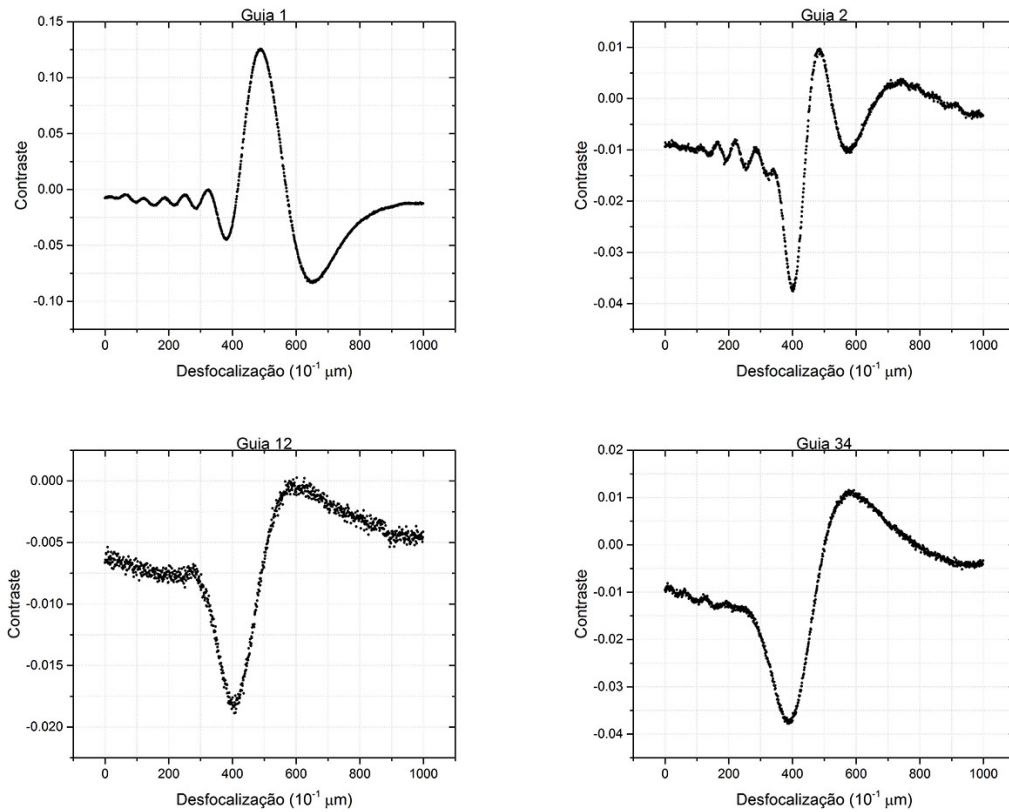 Guia 1
0.15
0.10
0.05
0.00
-0.05
-0.10
Contraste
0 200 400 600 800 1000
Desfocalização (10⁻¹ μm)
Guia 2
0.01
0.00
-0.01
-0.02
-0.03
-0.04
Contraste
0 200 400 600 800 1000
Desfocalização (10⁻¹ μm)
Guia 12
0.000
-0.005
-0.010
-0.015
-0.020
Contraste
0 200 400 600 800 1000
Desfocalização (10⁻¹ μm)
Guia 34
0.02
0.01
0.00
-0.01
-0.02
-0.03
-0.04
Contraste
0 200 400 600 800 1000
Desfocalização (10⁻¹ μm)